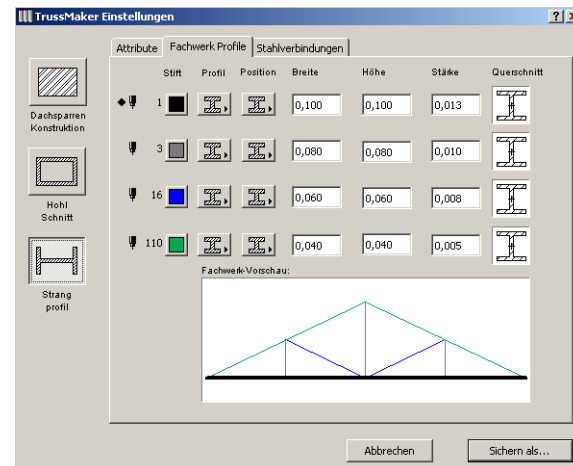 TrussMaker Einstellungen
Attribute Fachwerk Profile Stahlverbindungen
Stift Profil Position Breite Höhe Stärke Querschnitt
1 0,100 0,100 0,013
Dachsparren
Konstruktion
3 0,080 0,080 0,010
16 0,060 0,060 0,008
Hohl
Schnitt
110 0,040 0,040 0,005
Strang
profil
Fachwerk-Vorschau:
Abbrechen Sichern als...